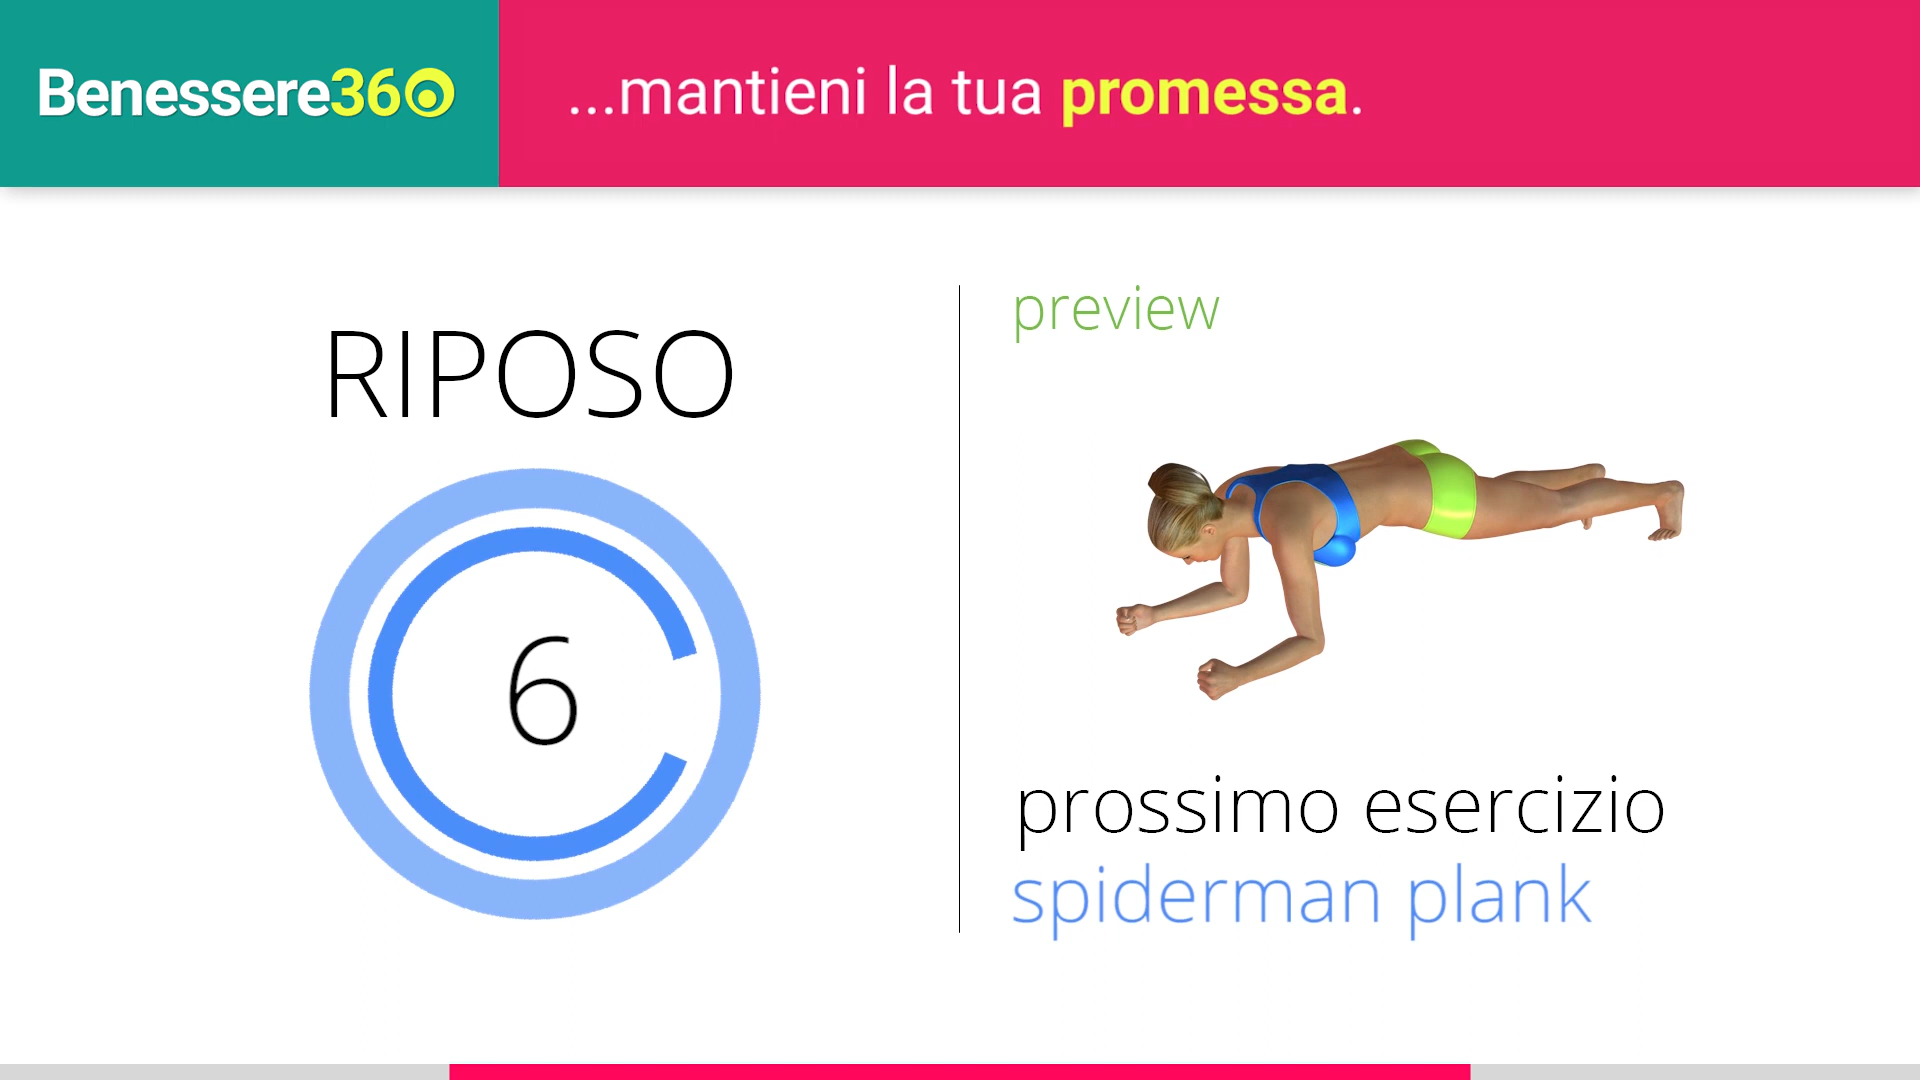 Benessere360
...mantieni la tua promessa.
RIPOSO
6
preview
prossimo esercizio
spiderman plank